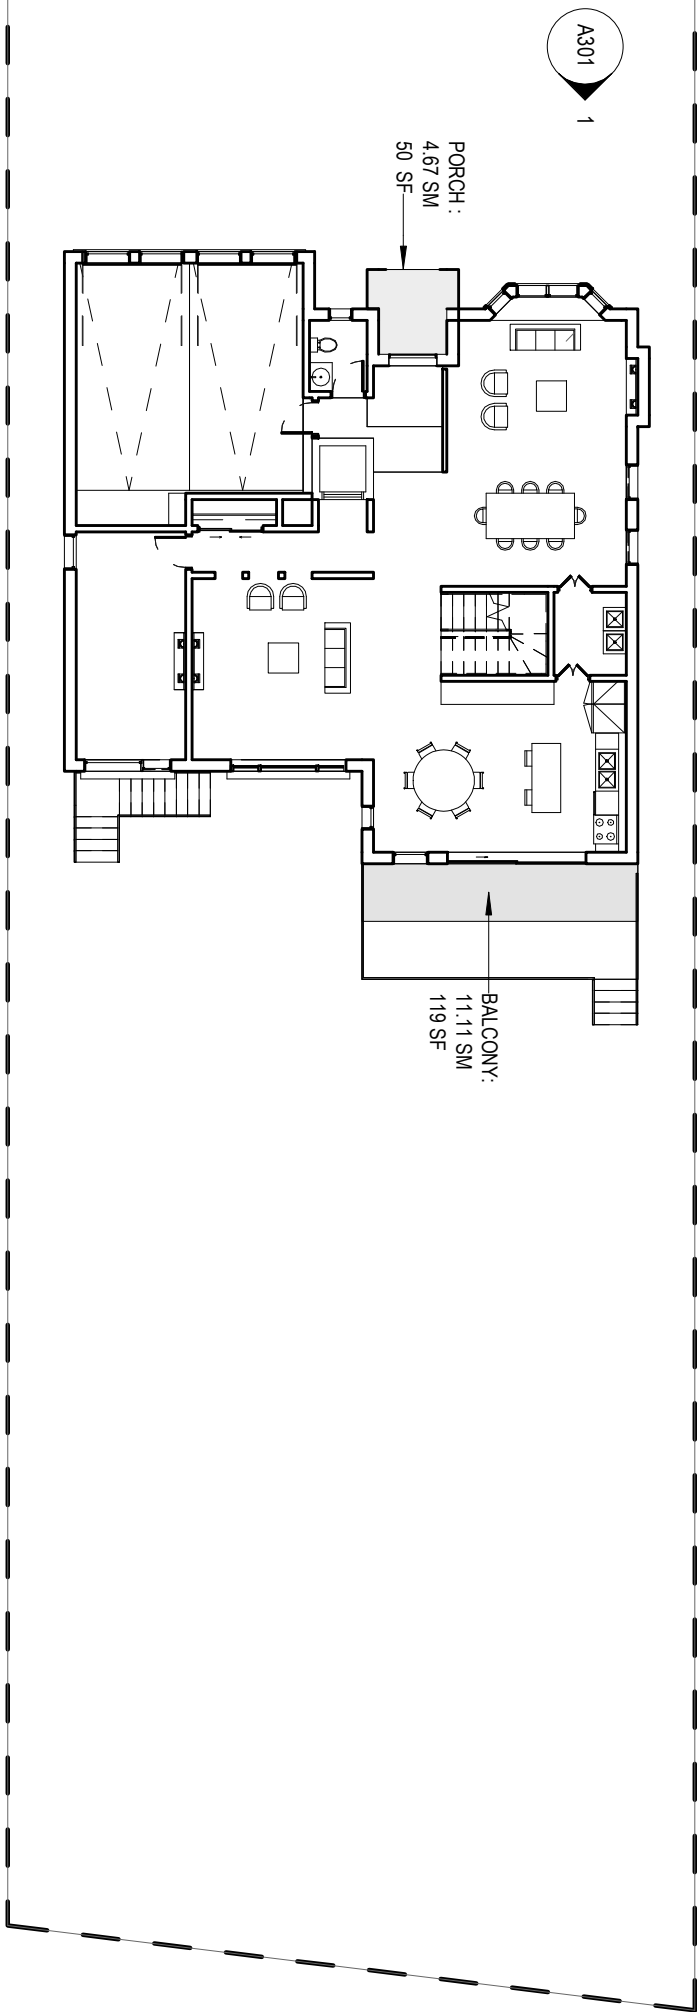 A301
1
PORCH :
4.67 SM
50 SF
BALCONY:
11.11 SM
119 SF